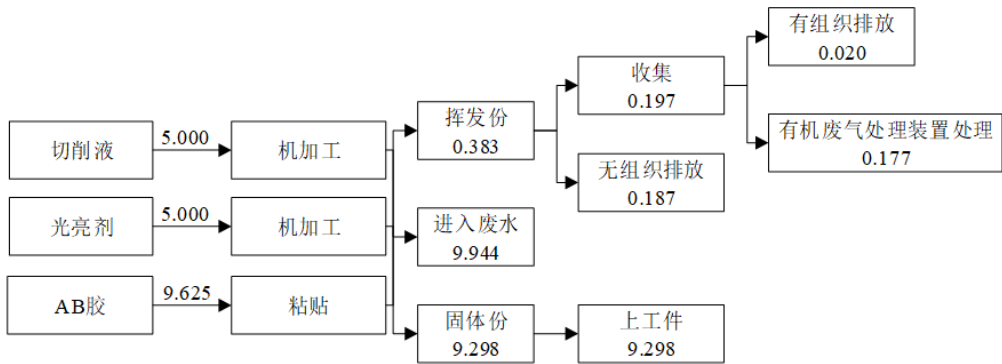 有组织排放
0.020
收集
0.197
挥发份
0.383
有机废气处理装置处理
0.177
切削液
5.000
机加工
无组织排放
0.187
光亮剂
5.000
机加工
进入废水
9.944
AB胶
9.625
粘贴
固体份
9.298
上工件
9.298